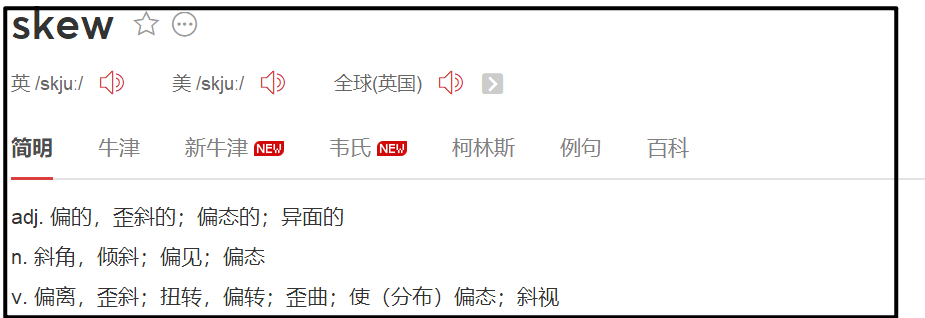 skew
英 /skjuː/ 美 /skjuː/ 全球(英国)
简明 牛津 新牛津 NEW 韦氏 NEW 柯林斯 例句 百科
adj. 偏的，歪斜的；偏态的；异面的
n. 斜角，倾斜；偏见；偏态
v. 偏离，歪斜；扭转，偏转；歪曲；使（分布）偏态；斜视